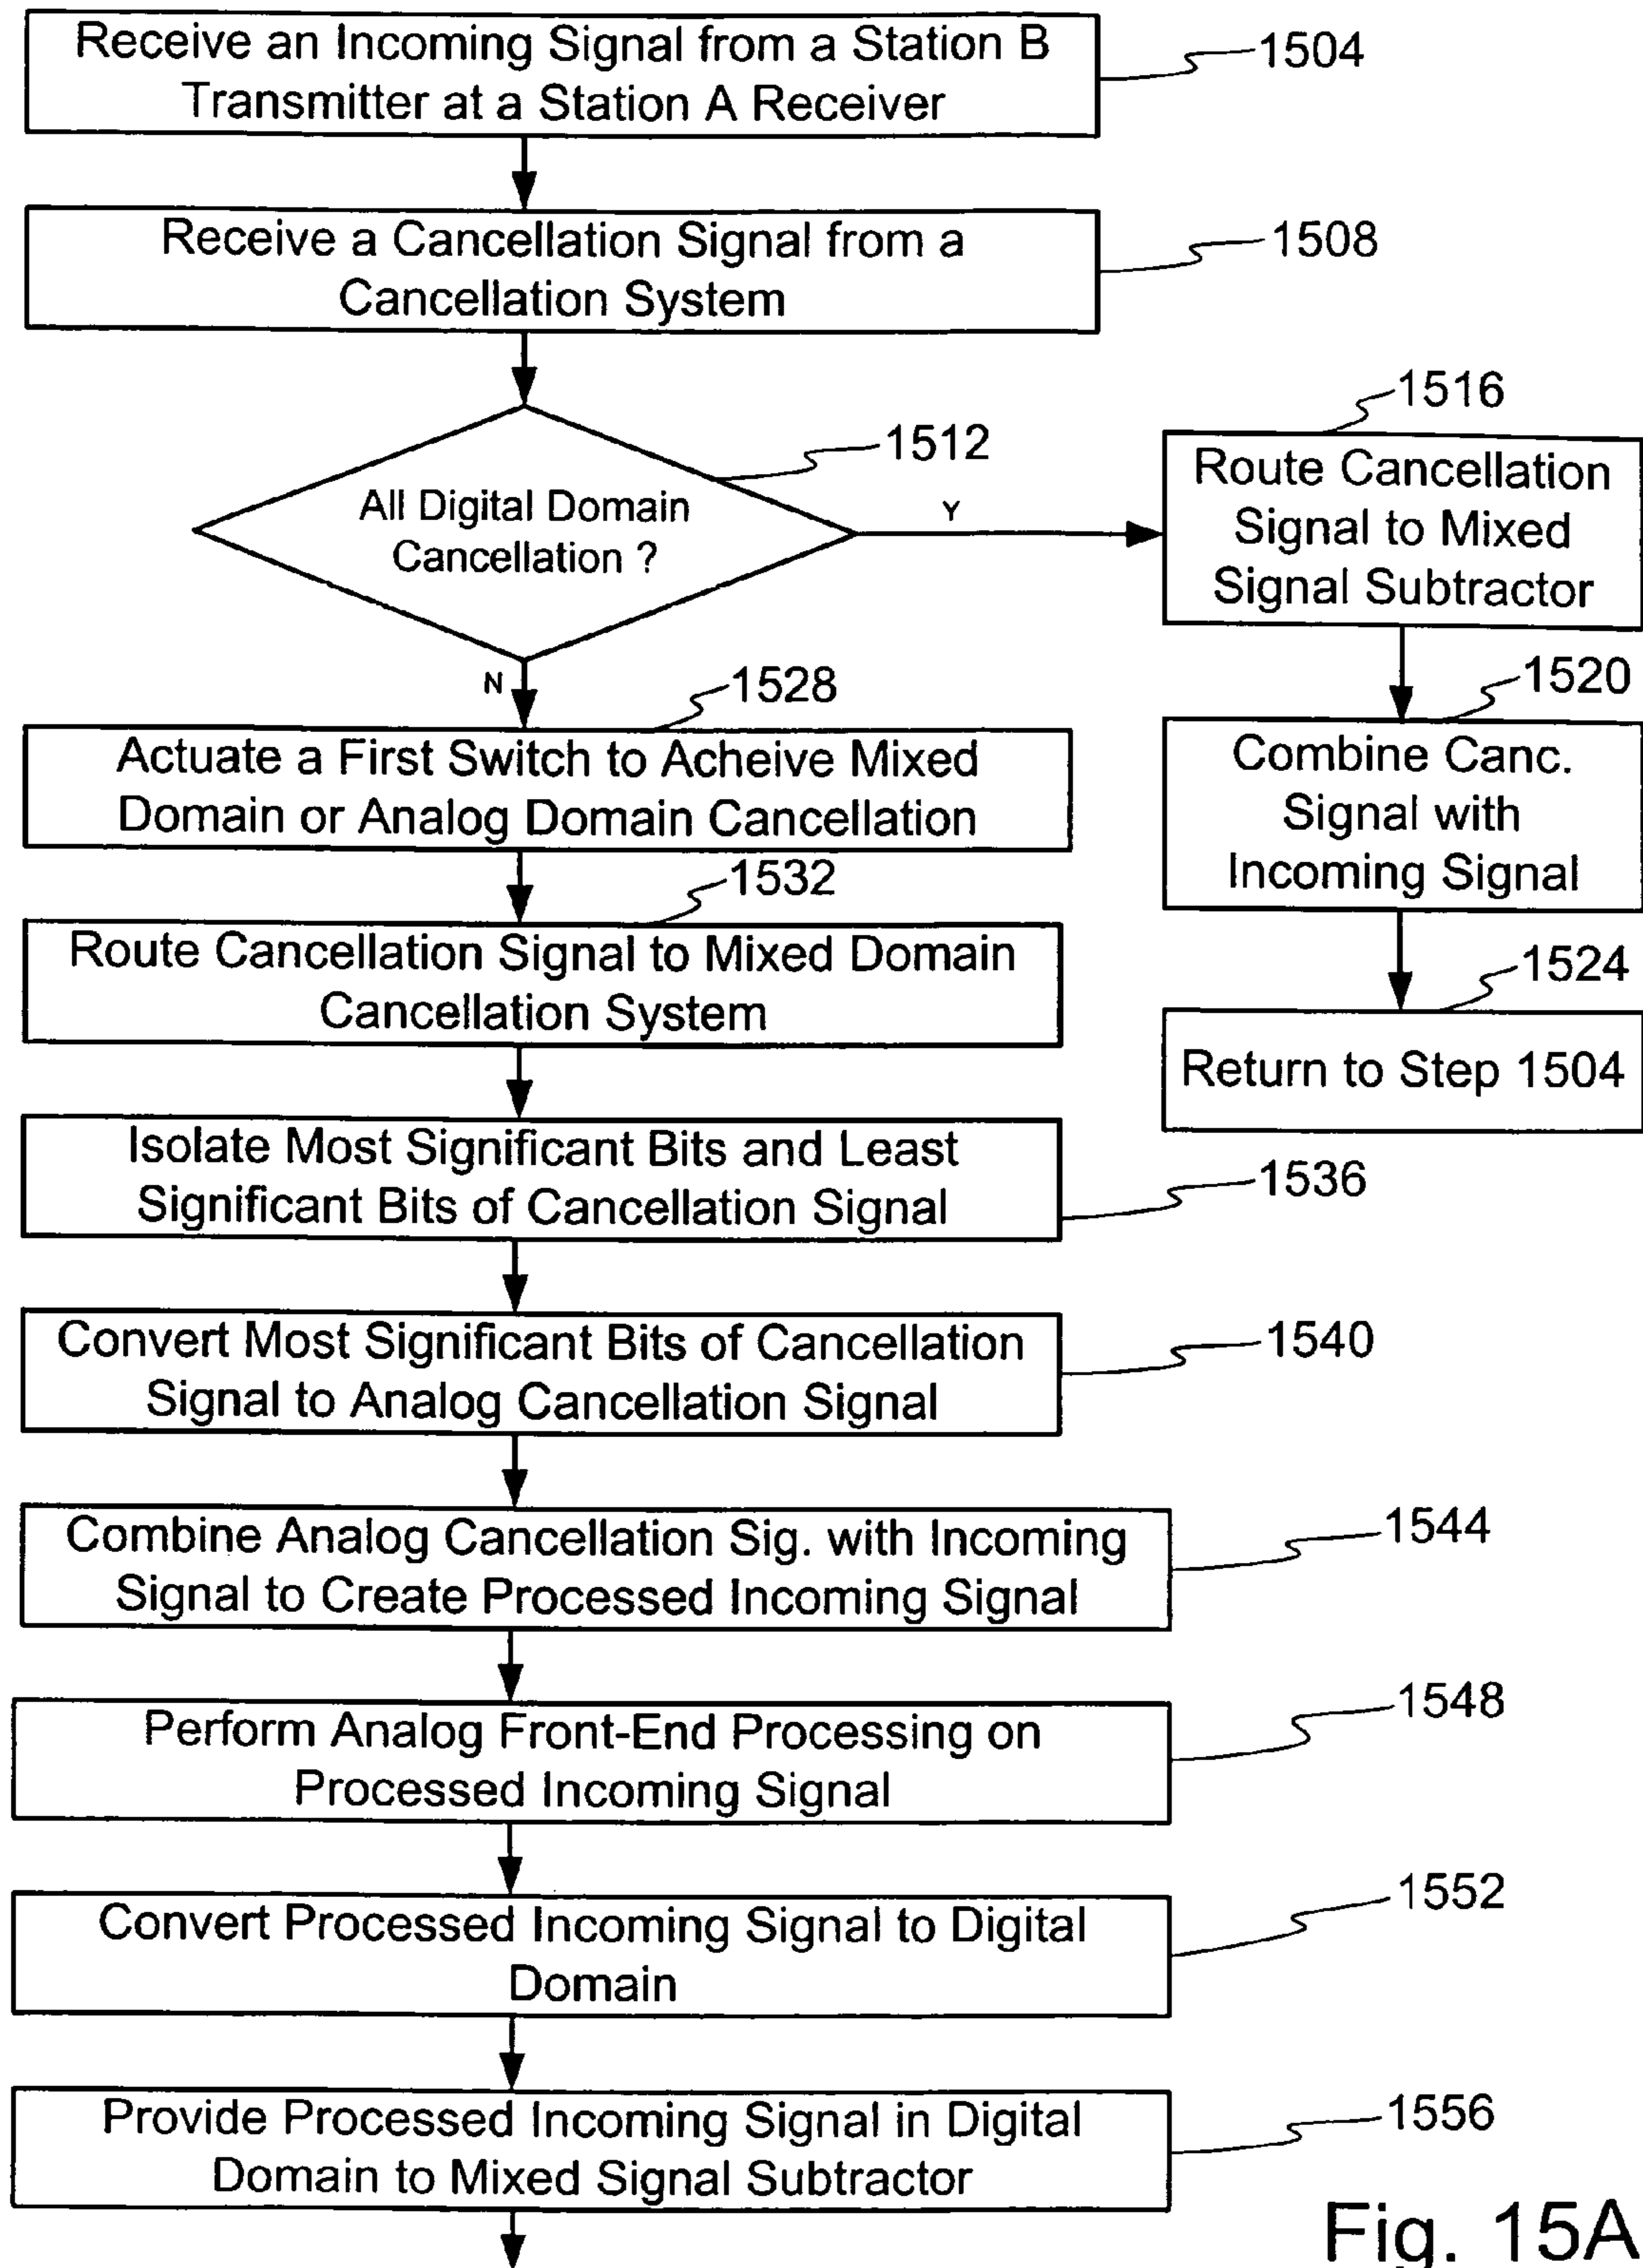 Receive an Incoming Signal from a Station B
Transmitter at a Station A Receiver
1504
Receive a Cancellation Signal from a
Cancellation System
1508
All Digital Domain
Cancellation ?
1512
Y
N
1516
Route Cancellation
Signal to Mixed
Signal Subtractor
1520
Combine Canc.
Signal with
Incoming Signal
1524
Return to Step 1504
1528
Actuate a First Switch to Acheive Mixed
Domain or Analog Domain Cancellation
1532
Route Cancellation Signal to Mixed Domain
Cancellation System
Isolate Most Significant Bits and Least
Significant Bits of Cancellation Signal
1536
Convert Most Significant Bits of Cancellation
Signal to Analog Cancellation Signal
1540
Combine Analog Cancellation Sig. with Incoming
Signal to Create Processed Incoming Signal
1544
Perform Analog Front-End Processing on
Processed Incoming Signal
1548
Convert Processed Incoming Signal to Digital
Domain
1552
Provide Processed Incoming Signal in Digital
Domain to Mixed Signal Subtractor
1556
Fig. 15A